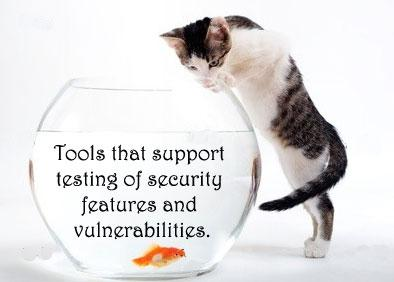 Tools that support
testing of security
features and
vulnerabilities.